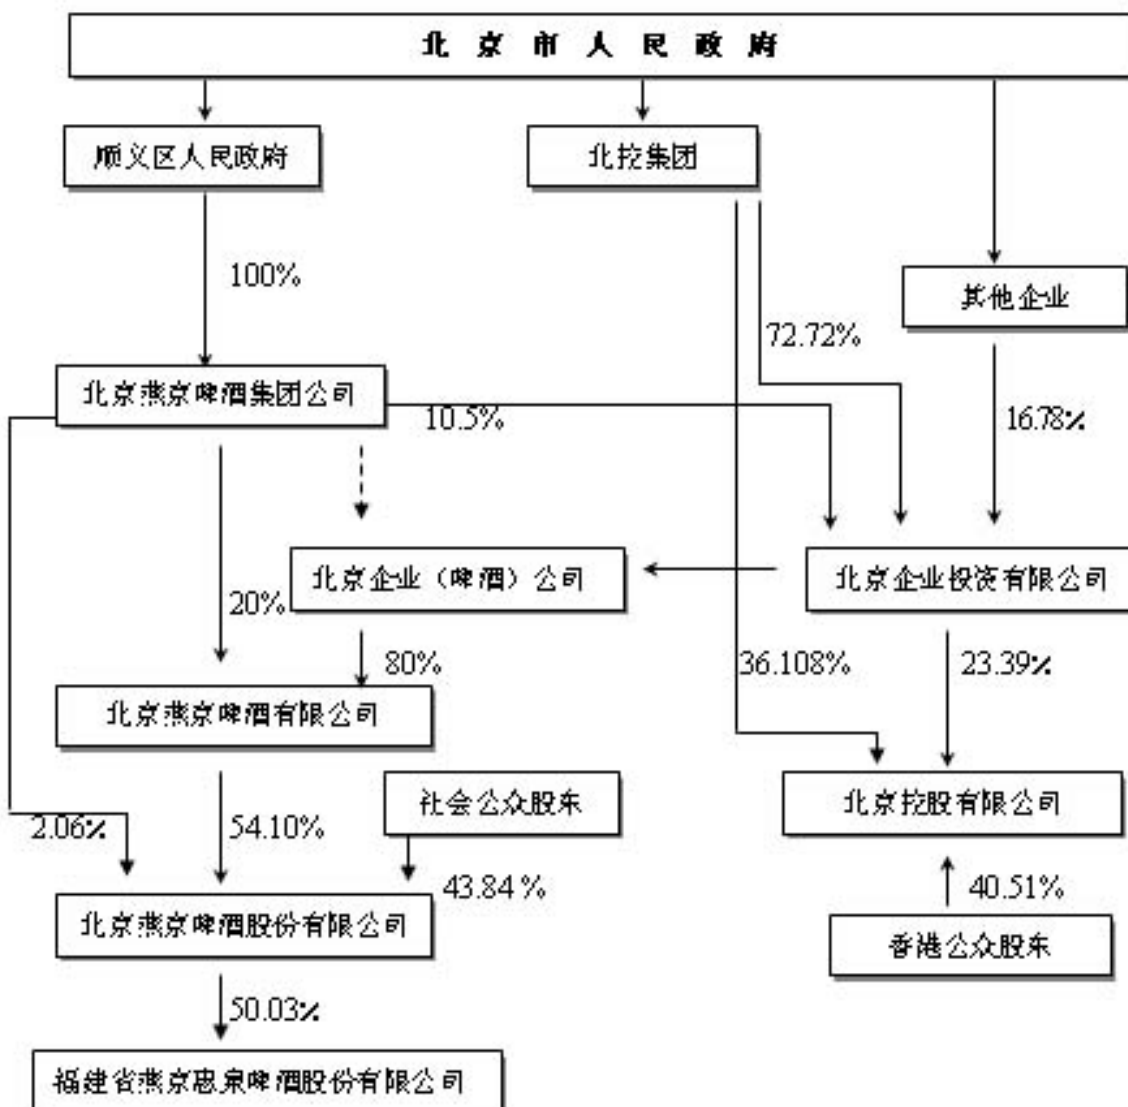 北京市人民政府
顺义区人民政府
北控集团
100%
其他企业
72.72%
北京燕京啤酒集团公司
10.5%
16.78%
北京企业（啤酒）公司
北京企业投资有限公司
20%
80%
36.108%
23.39%
北京燕京啤酒有限公司
社会公众股东
北京控股有限公司
2.06%
54.10%
43.84%
40.51%
北京燕京啤酒股份有限公司
香港公众股东
50.03%
福建省燕京惠泉啤酒股份有限公司